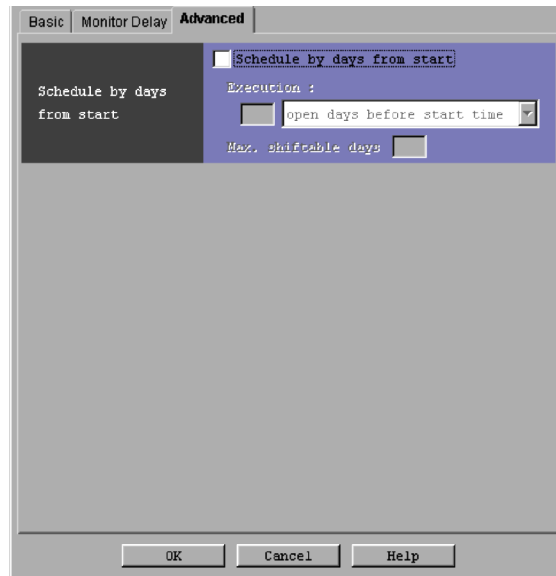 Basic Monitor Delay Advanced
Schedule by days from start
Schedule by days
from start
Execution :
open days before start time
Max. shiftable days
OK Cancel Help